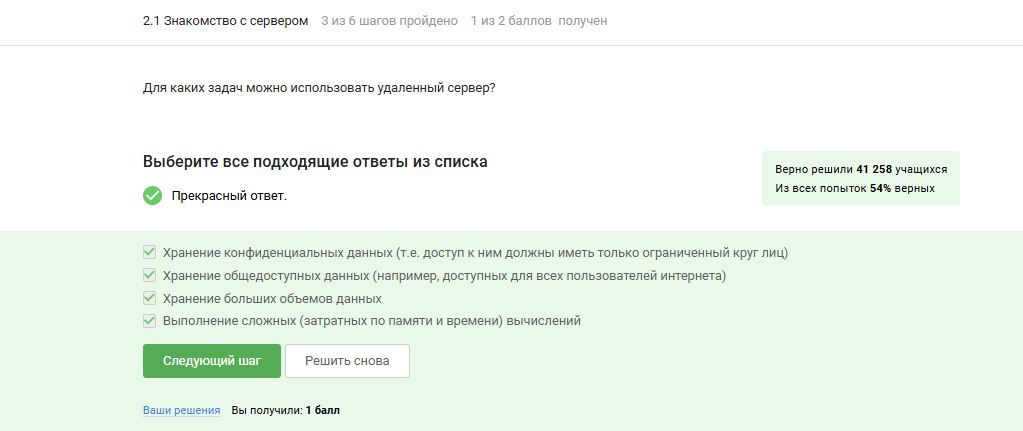 2.1 Знакомство с сервером 3 из 6 шагов пройдено 1 из 2 баллов получен
Для каких задач можно использовать удаленный сервер?
Выберите все подходящие ответы из списка
Прекрасный ответ.
Верно решили 41 258 учащихся
Из всех попыток 54% верных
Хранение конфиденциальных данных (т.е. доступ к ним должны иметь только ограниченный круг лиц)
Хранение общедоступных данных (например, доступных для всех пользователей интернета)
Хранение больших объемов данных
Выполнение сложных (затратных по памяти и времени) вычислений
Следующий шаг Решить снова
Ваши решения Вы получили: 1 балл